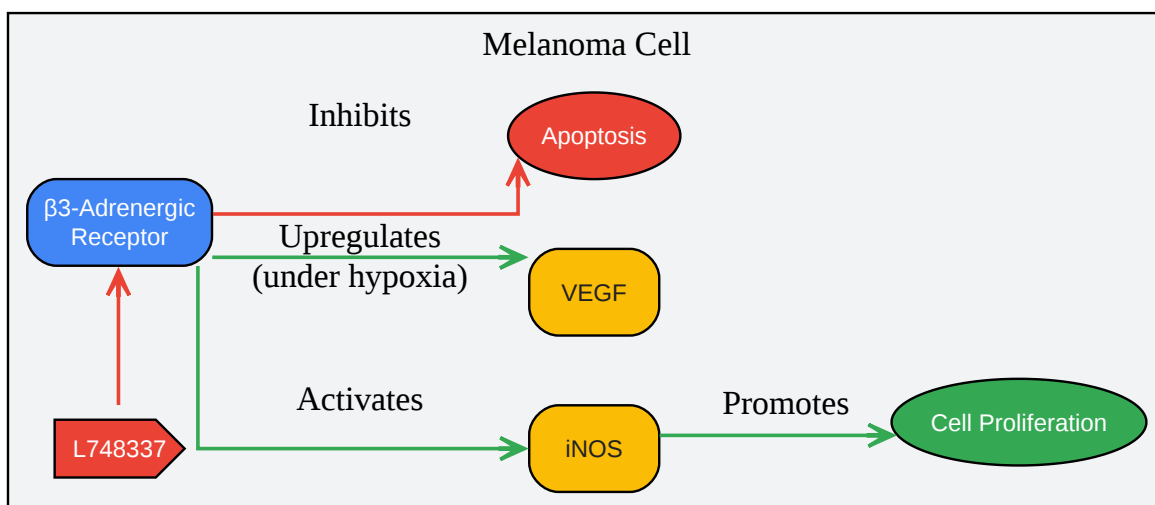 Melanoma Cell
Inhibits
Apoptosis
β3-Adrenergic
Receptor
Upregulates
(under hypoxia)
VEGF
Activates
Promotes
L748337
iNOS
Cell Proliferation